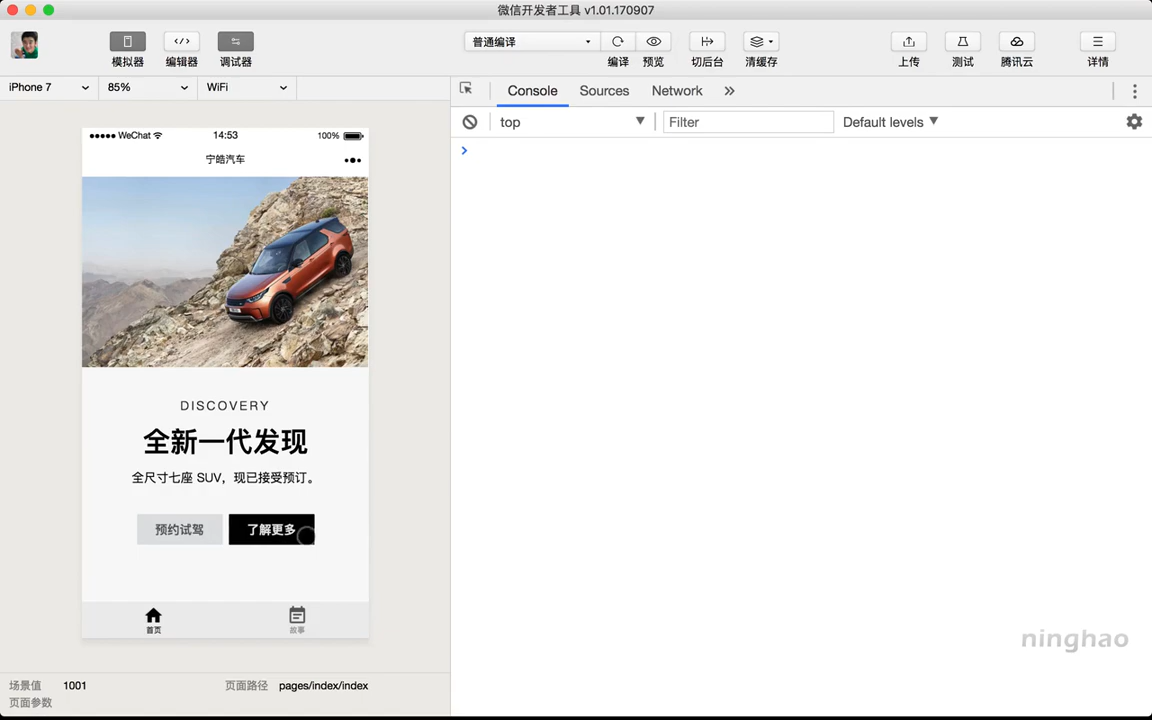 微信开发者工具 v1.01.170907
模拟器 编辑器 调试器
普通编译
编译 预览 切后台 清缓存
上传 测试 腾讯云 详情
iPhone 7 85% WiFi
Console Sources Network
top Filter Default levels
WeChat 14:53 100%
宁皓汽车
DISCOVERY
全新一代发现
全尺寸七座 SUV，现已接受预订。
预约试驾 了解更多
首页 故事
ninghao
场景值 1001 页面路径 pages/index/index
页面参数